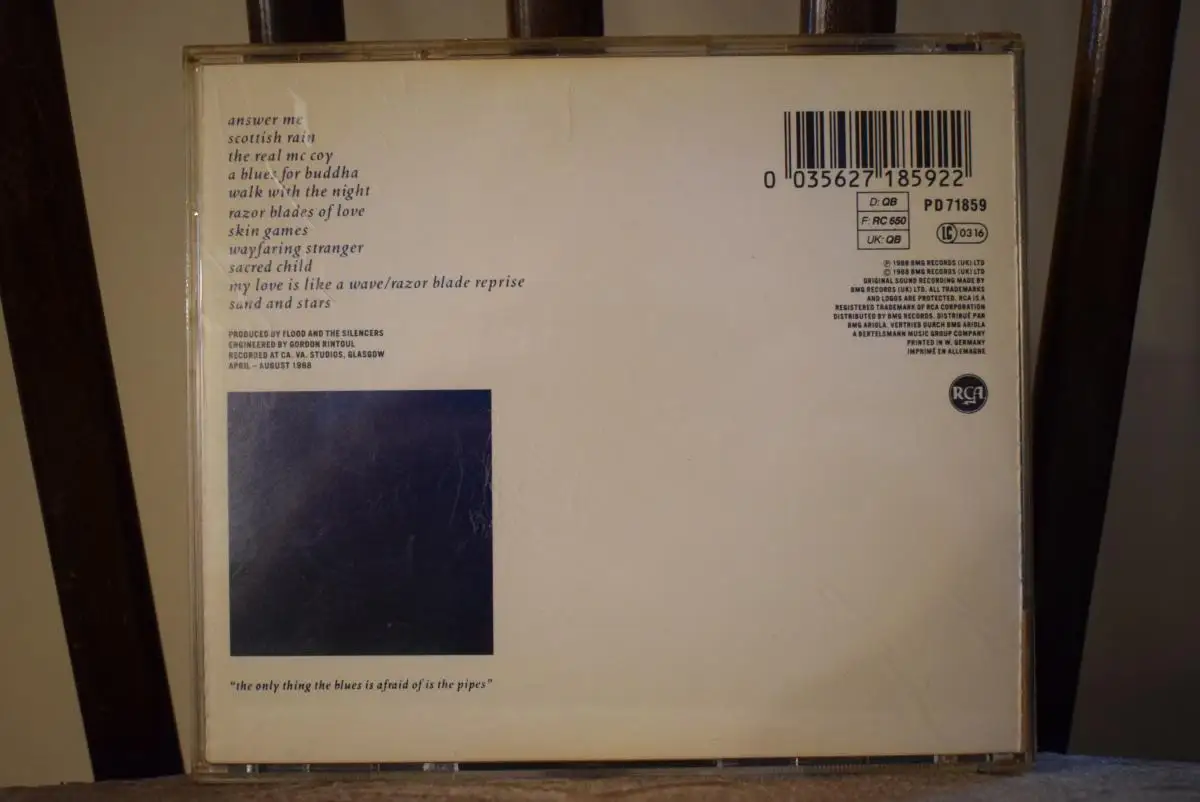 answer me
scottish rain
the real mc coy
a blues for buddha
walk with the night
razor blades of love
skin games
wayfaring stranger
sacred child
my love is like a wave/razor blade reprise
sand and stars
PRODUCED BY FLOOD AND THE SILENCERS
ENGINEERED BY GORDON RINTOUL
RECORDED AT CA. VA. STUDIOS, GLASGOW
APRIL – AUGUST 1988
"the only thing the blues is afraid of is the pipes"
0 035627 185922
D: QB
F: RC 650
UK: QB
PD 71859
LC 0316
℗ 1988 BMG RECORDS (UK) LTD
© 1988 BMG RECORDS (UK) LTD
ORIGINAL SOUND RECORDING MADE BY
BMG RECORDS (UK) LTD. ALL TRADEMARKS
AND LOGOS ARE PROTECTED. RCA IS A
REGISTERED TRADEMARK OF RCA CORPORATION
DISTRIBUTED BY BMG RECORDS. DISTRIBUÉ PAR
BMG ARIOLA. VERTRIEB DURCH BMG ARIOLA
A BERTELSMANN MUSIC GROUP COMPANY
PRINTED IN W. GERMANY
IMPRIMÉ EN ALLEMAGNE
RCA